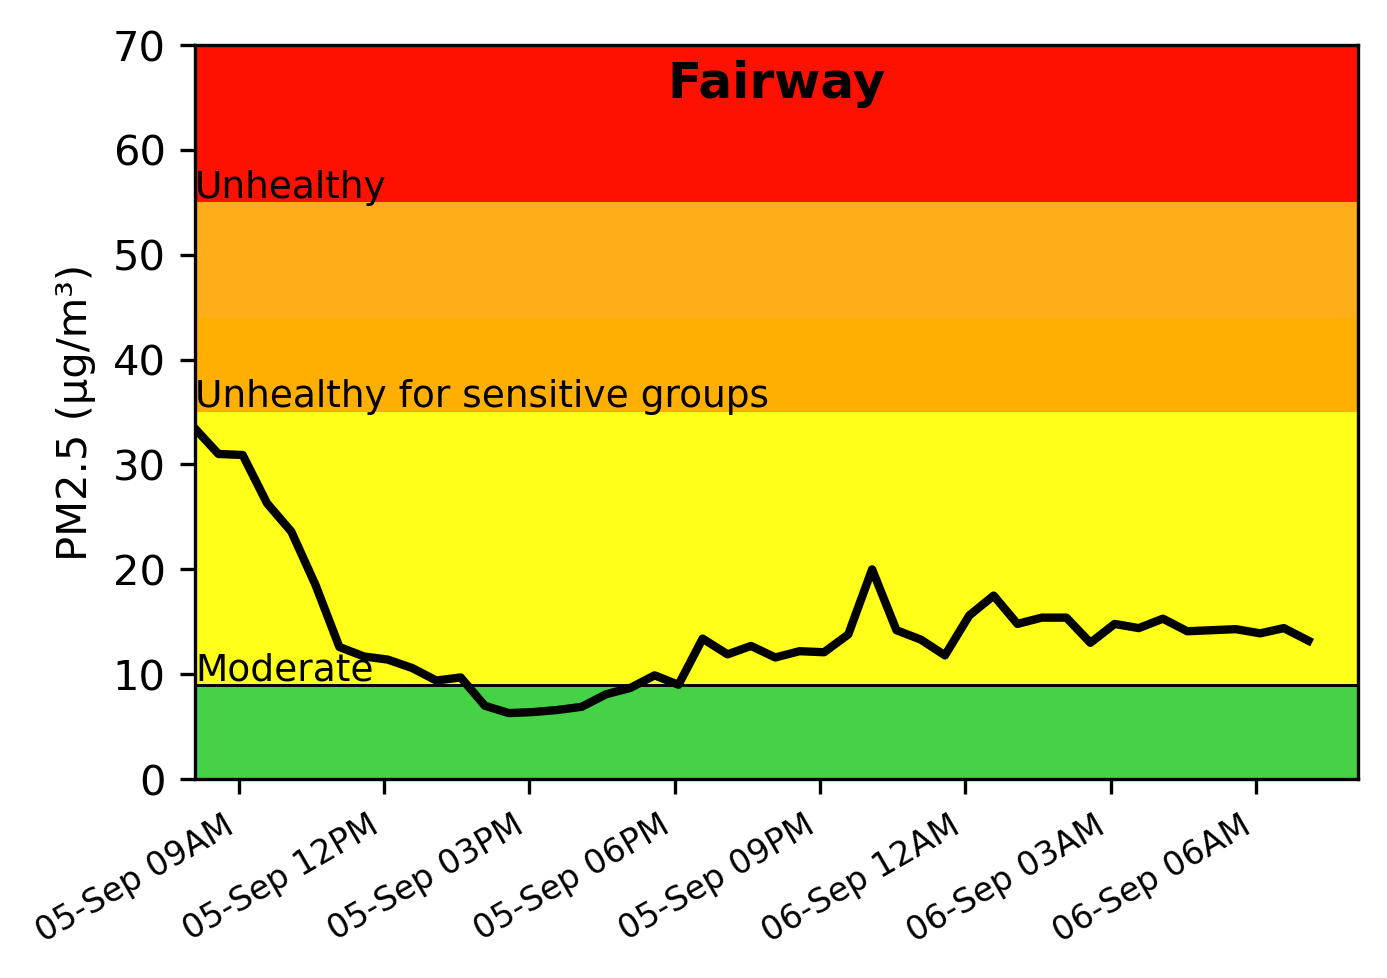 Fairway
PM2.5 (µg/m³)
70
60
50
40
30
20
10
0
Unhealthy
Unhealthy for sensitive groups
Moderate
05-Sep 09AM
05-Sep 12PM
05-Sep 03PM
05-Sep 06PM
05-Sep 09PM
06-Sep 12AM
06-Sep 03AM
06-Sep 06AM